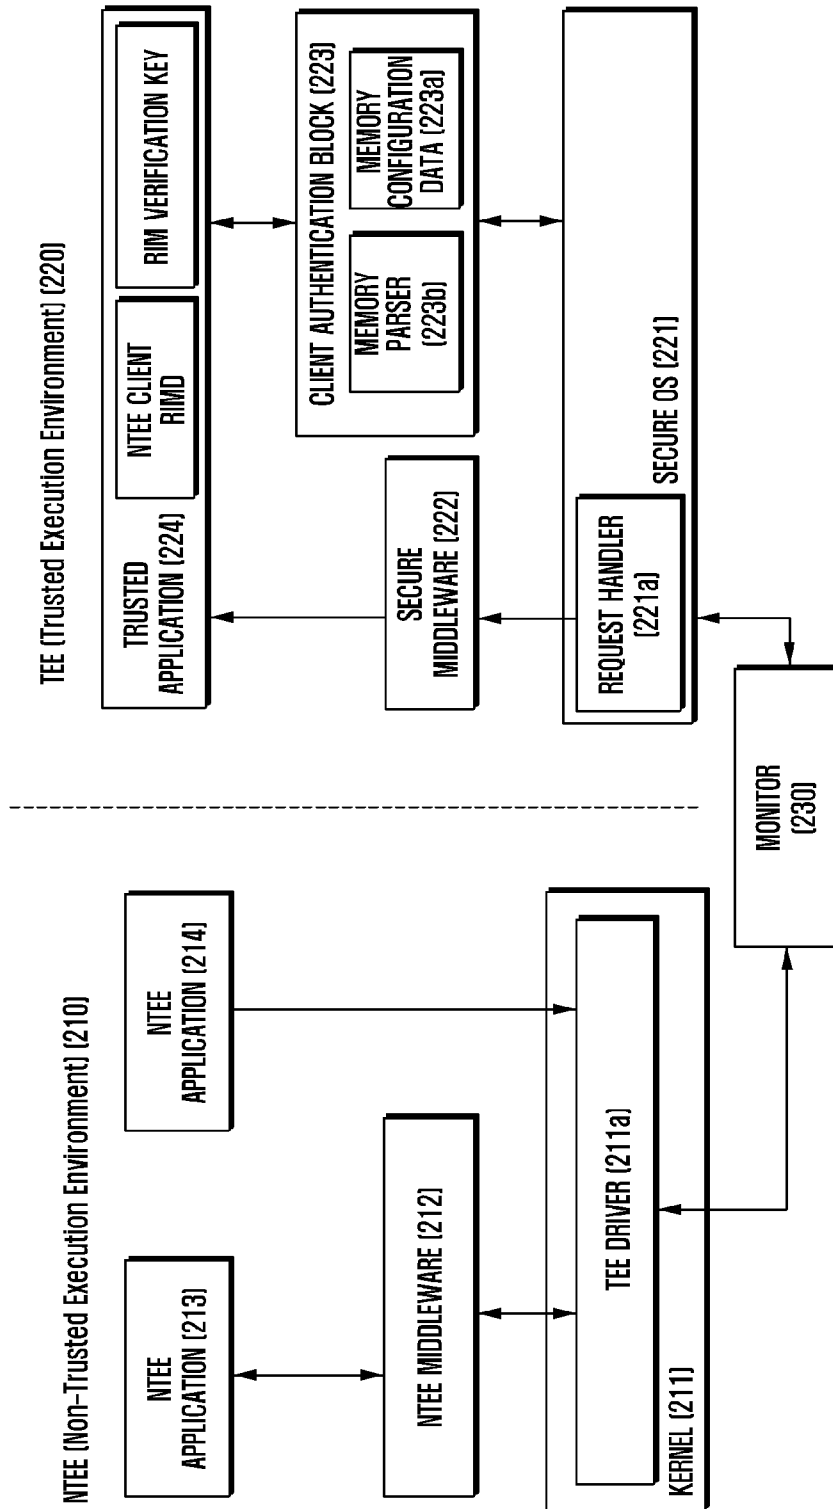 NTEE (Non-Trusted Execution Environment) (210)
NTEE
APPLICATION (213)
NTEE
APPLICATION (214)
NTEE MIDDLEWARE (212)
TEE DRIVER (211a)
KERNEL (211)
MONITOR
(230)
TEE (Trusted Execution Environment) (220)
TRUSTED
APPLICATION (224)
NTEE CLIENT
RIMD
RIM VERIFICATION KEY
SECURE
MIDDLEWARE (222)
CLIENT AUTHENTICATION BLOCK (223)
MEMORY
PARSER
(223b)
MEMORY
CONFIGURATION
DATA (223a)
REQUEST HANDLER
(221a)
SECURE OS (221)